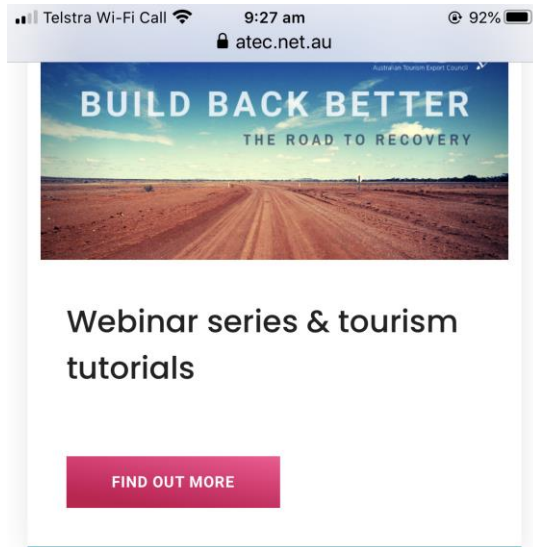 Telstra Wi-Fi Call 9:27 am 92%
atec.net.au
Australian Tourism Export Council
BUILD BACK BETTER
THE ROAD TO RECOVERY
Webinar series & tourism
tutorials
FIND OUT MORE